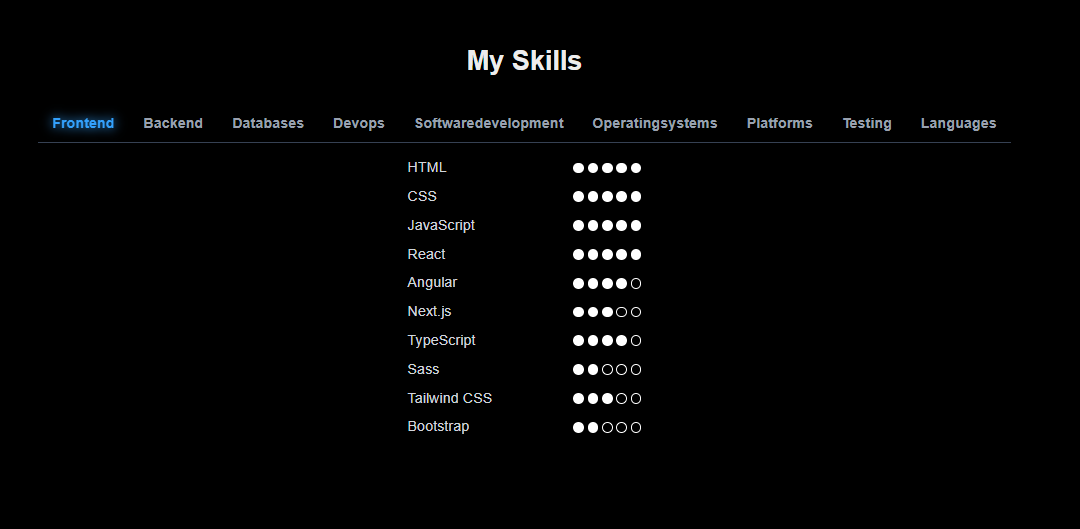 My Skills
Frontend Backend Databases Devops Softwaredevelopment Operatingsystems Platforms Testing Languages
HTML
CSS
JavaScript
React
Angular
Next.js
TypeScript
Sass
Tailwind CSS
Bootstrap